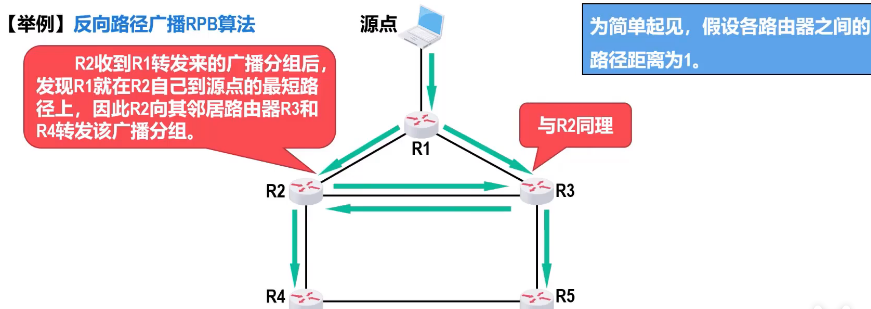 【举例】反向路径广播RPB算法
源点
为简单起见，假设各路由器之间的
路径距离为1。
R2收到R1转发来的广播分组后，
发现R1就在R2自己到源点的最短路
径上，因此R2向其邻居路由器R3和
R4转发该广播分组。
与R2同理
R1
R2
R3
R4
R5